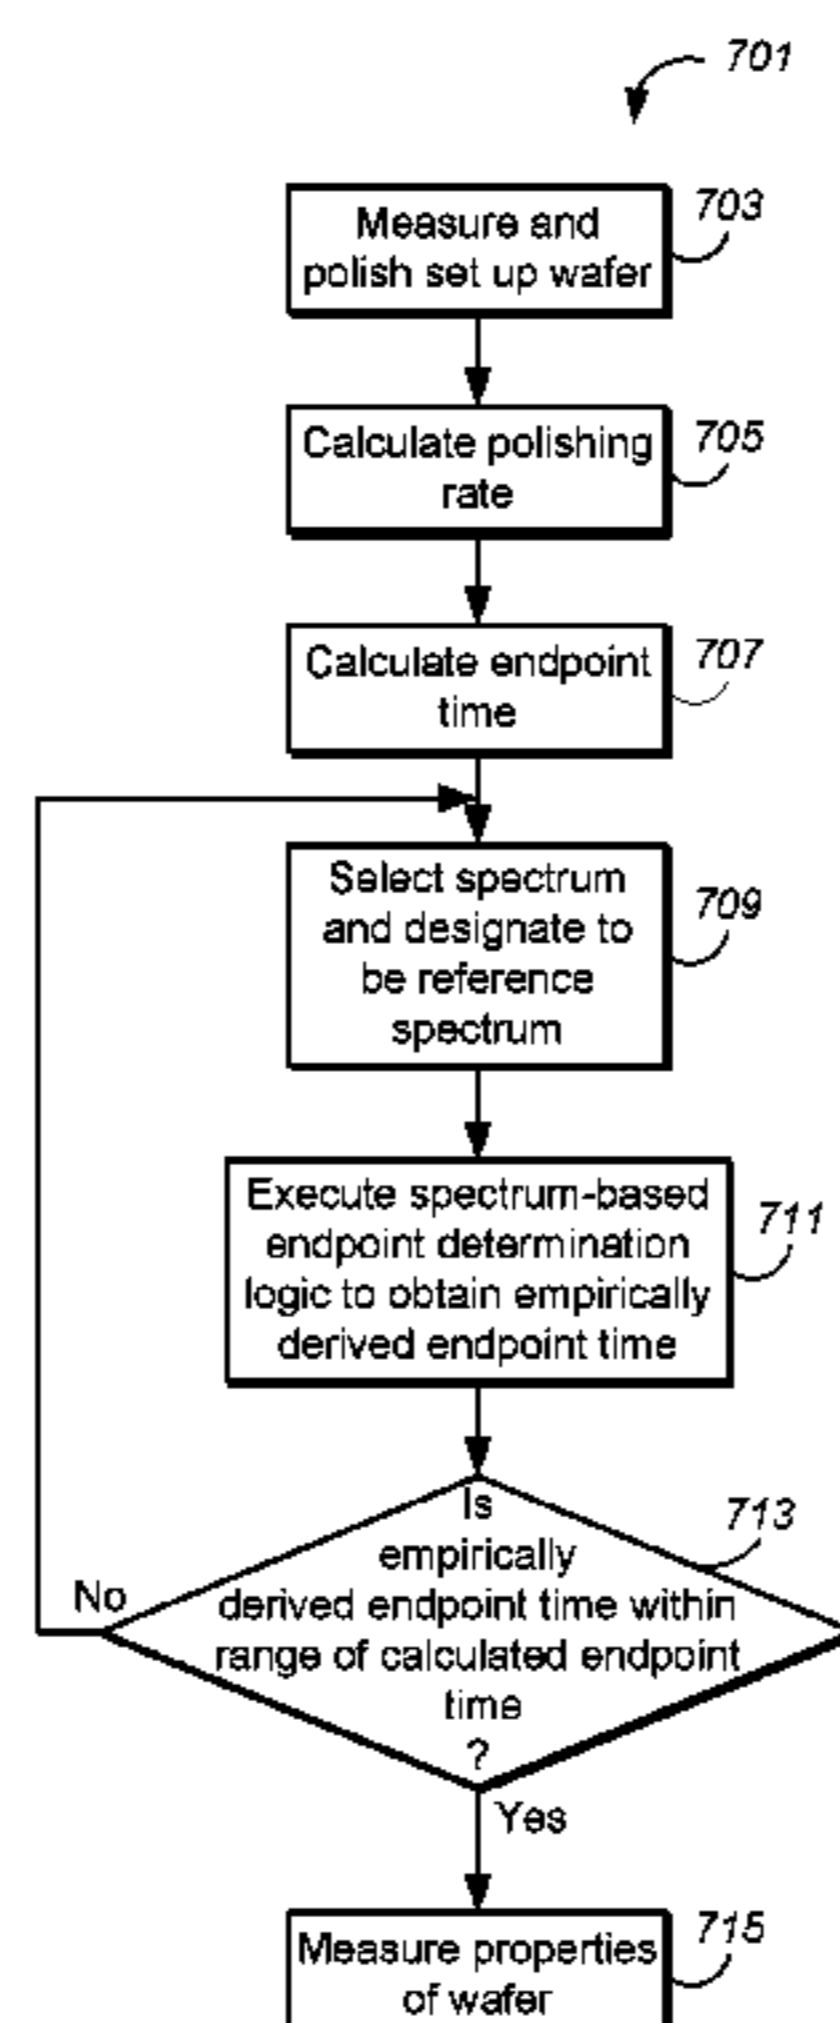 701
703
Measure and
polish set up wafer
705
Calculate polishing
rate
707
Calculate endpoint
time
709
Select spectrum
and designate to
be reference
spectrum
711
Execute spectrum-based
endpoint determination
logic to obtain empirically
derived endpoint time
713
Is
empirically
derived endpoint time within
range of calculated endpoint
time
?
No
Yes
715
Measure properties
of wafer